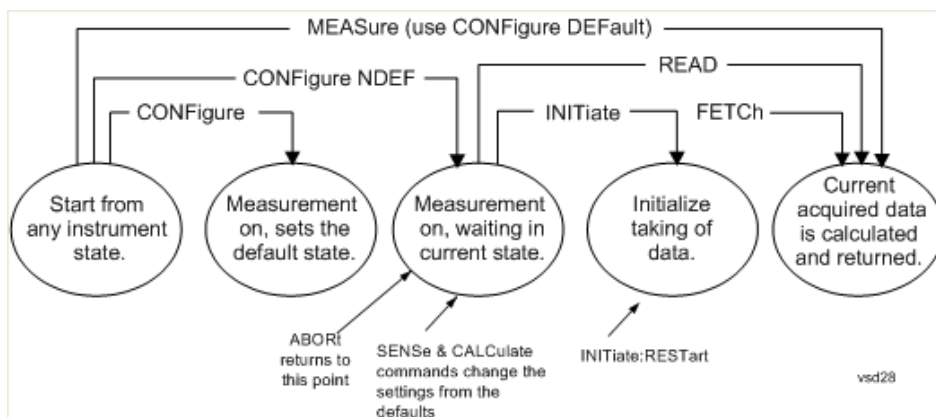 MEASure (use CONFigure DEFault)
CONFigure NDEF
READ
CONFigure
INITiate
FETCh
Start from
any instrument
state.
Measurement
on, sets the
default state.
Measurement
on, waiting in
current state.
Initialize
taking of
data.
Current
acquired data
is calculated
and returned.
ABORt
returns to
this point
SENSe & CALCulate
commands change the
settings from the
defaults
INITiate:RESTart
vsd28